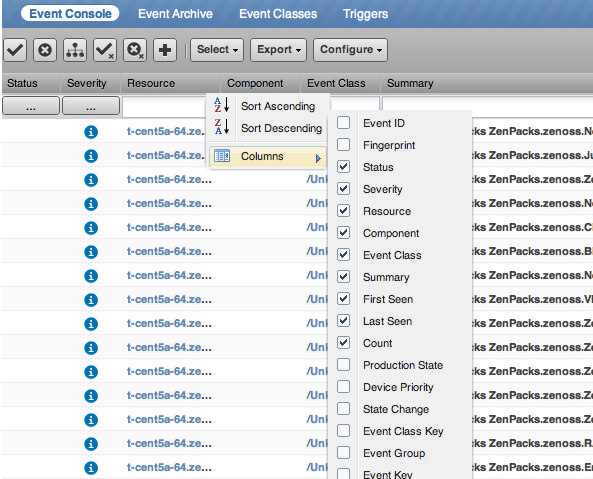 Event Console Event Archive Event Classes Triggers
Select Export Configure
Status Severity Resource Component Event Class Summary
... ...
Sort Ascending
Sort Descending
Columns
Event ID
Fingerprint
Status
Severity
Resource
Component
Event Class
Summary
First Seen
Last Seen
Count
Production State
Device Priority
State Change
Event Class Key
Event Group
Event Key
t-cent5a-64.ze... cks ZenPacks.zenoss.
t-cent5a-64.ze... cks ZenPacks.zenoss.Ju
t-cent5a-64.ze... /Unk cks ZenPacks.zenoss.Ze
t-cent5a-64.ze... /Unk cks ZenPacks.zenoss.
t-cent5a-64.ze... /Unk cks ZenPacks.zenoss.
t-cent5a-64.ze... /Unk cks ZenPacks.zenoss.
t-cent5a-64.ze... /Unk cks ZenPacks.zenoss.
t-cent5a-64.ze... /Unk cks ZenPacks.zenoss.
t-cent5a-64.ze... /Unk cks ZenPacks.zenoss.
t-cent5a-64.ze... /Unk cks ZenPacks.zenoss.
t-cent5a-64.ze... /Unk cks ZenPacks.zenoss.
t-cent5a-64.ze... /Unk cks ZenPacks.zenoss.
t-cent5a-64.ze... /Unk cks ZenPacks.zenoss.
t-cent5a-64.ze... /Unk cks ZenPacks.zenoss.
t-cent5a-64.ze... /Unk cks ZenPacks.zenoss.